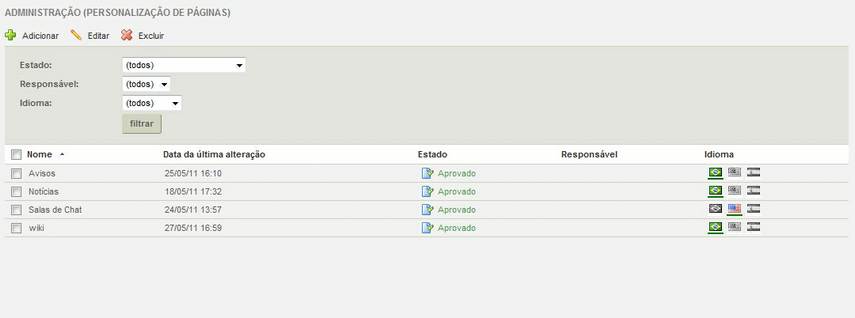 ADMINISTRAÇÃO (PERSONALIZAÇÃO DE PÁGINAS)
Adicionar Editar Excluir
Estado: (todos)
Responsável: (todos)
Idioma: (todos)
filtrar
Nome Data da última alteração Estado Responsável Idioma
Avisos 25/05/11 16:10 Aprovado
Notícias 18/05/11 17:32 Aprovado
Salas de Chat 24/05/11 13:57 Aprovado
wiki 27/05/11 16:59 Aprovado